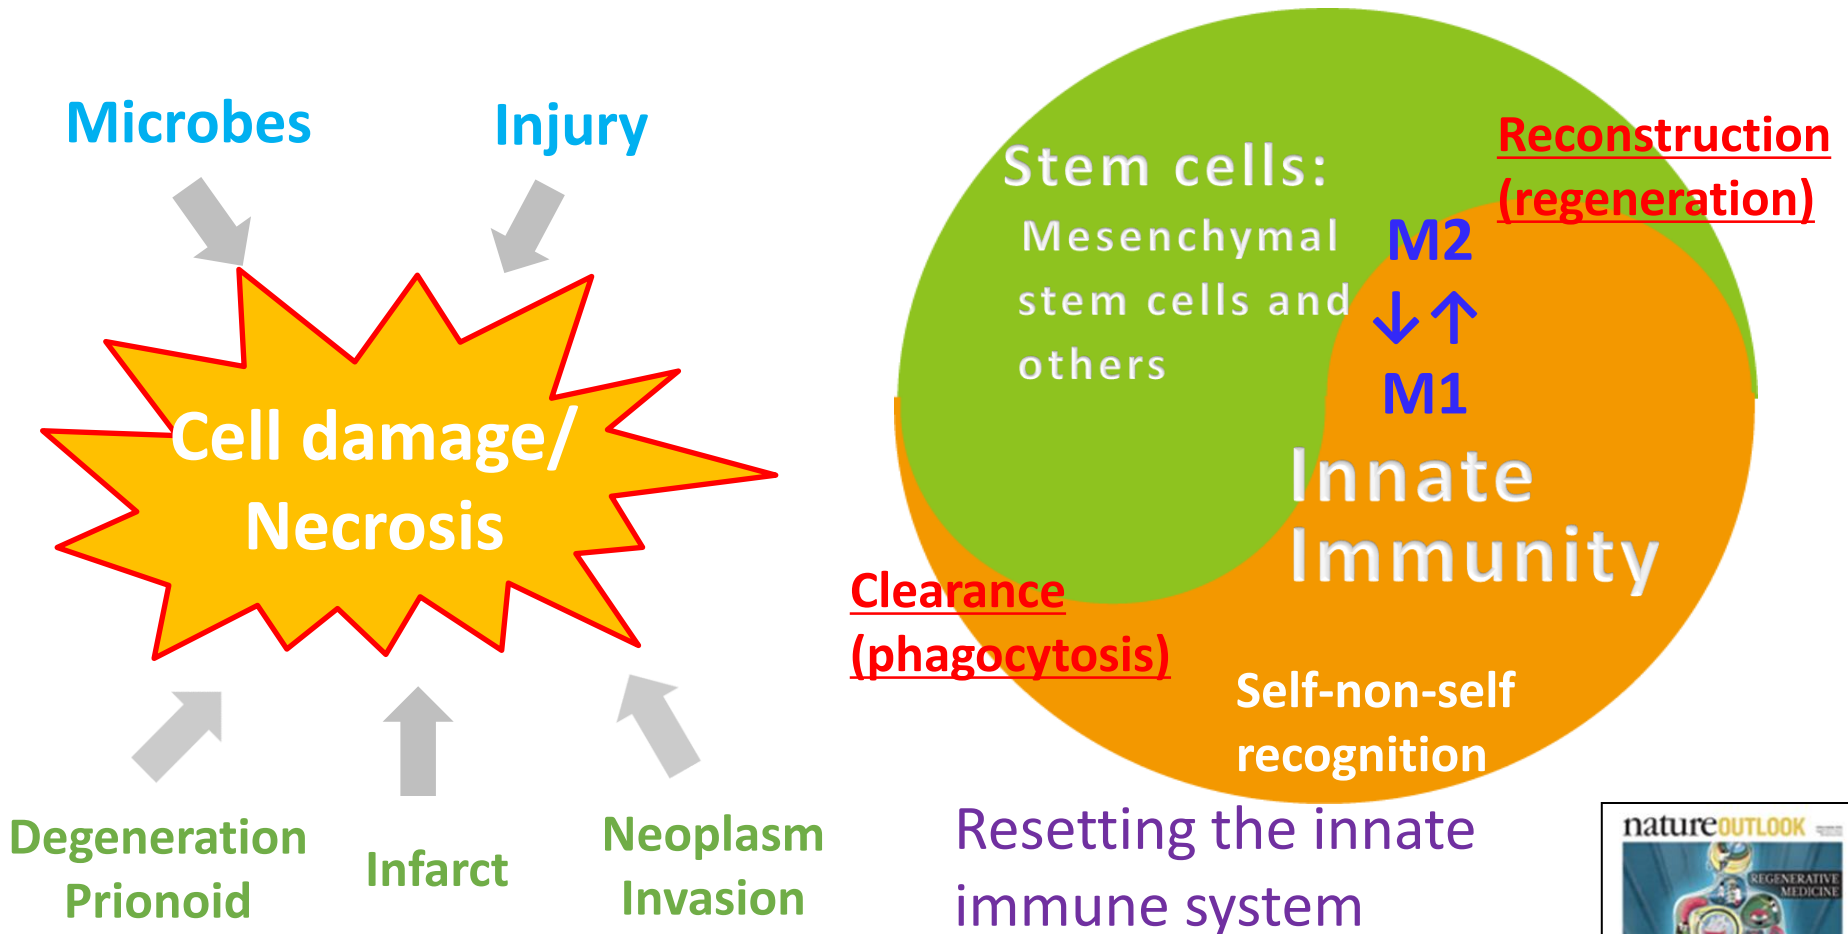 Microbes
Injury
Cell damage/
Necrosis
Degeneration
Prionoid
Infarct
Neoplasm
Invasion
Stem cells:
Mesenchymal
stem cells and
others
Reconstruction
(regeneration)
M2
↓↑
M1
Innate
Immunity
Clearance
(phagocytosis)
Self-non-self
recognition
Resetting the innate
immune system
natureOUTLOOK
REGENERATIVE
MEDICINE